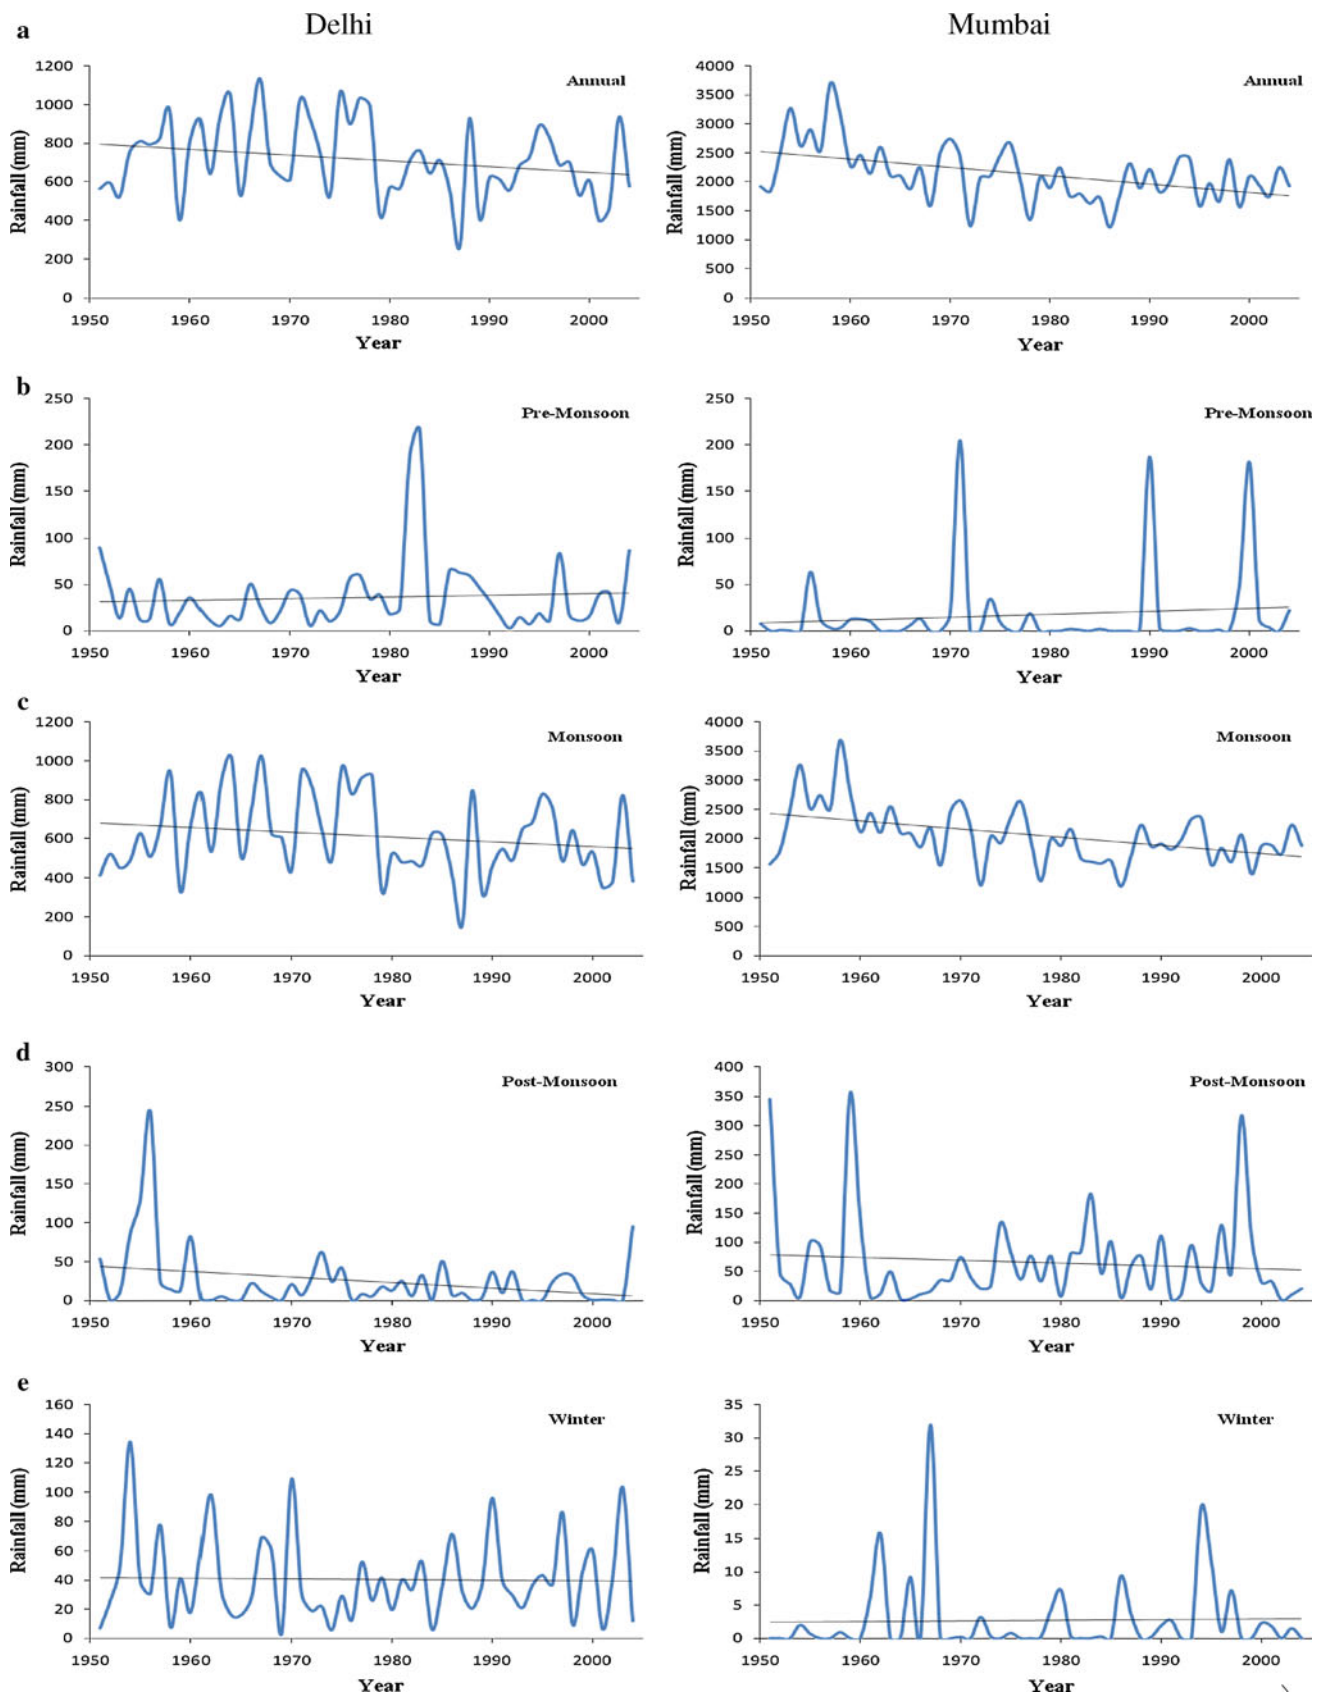 Delhi
Mumbai
a
Annual
Rainfall (mm)
1200
1000
800
600
400
200
0
1950 1960 1970 1980 1990 2000
Year
Annual
Rainfall (mm)
4000
3500
3000
2500
2000
1500
1000
500
0
1950 1960 1970 1980 1990 2000
Year
b
Pre-Monsoon
Rainfall (mm)
250
200
150
100
50
0
1950 1960 1970 1980 1990 2000
Year
Pre-Monsoon
Rainfall (mm)
250
200
150
100
50
0
1950 1960 1970 1980 1990 2000
Year
c
Monsoon
Rainfall (mm)
1200
1000
800
600
400
200
0
1950 1960 1970 1980 1990 2000
Year
Monsoon
Rainfall (mm)
4000
3500
3000
2500
2000
1500
1000
500
0
1950 1960 1970 1980 1990 2000
Year
d
Post-Monsoon
Rainfall (mm)
300
250
200
150
100
50
0
1950 1960 1970 1980 1990 2000
Year
Post-Monsoon
Rainfall (mm)
400
350
300
250
200
150
100
50
0
1950 1960 1970 1980 1990 2000
Year
e
Winter
Rainfall (mm)
160
140
120
100
80
60
40
20
0
1950 1960 1970 1980 1990 2000
Year
Winter
Rainfall (mm)
35
30
25
20
15
10
5
0
1950 1960 1970 1980 1990 2000
Year